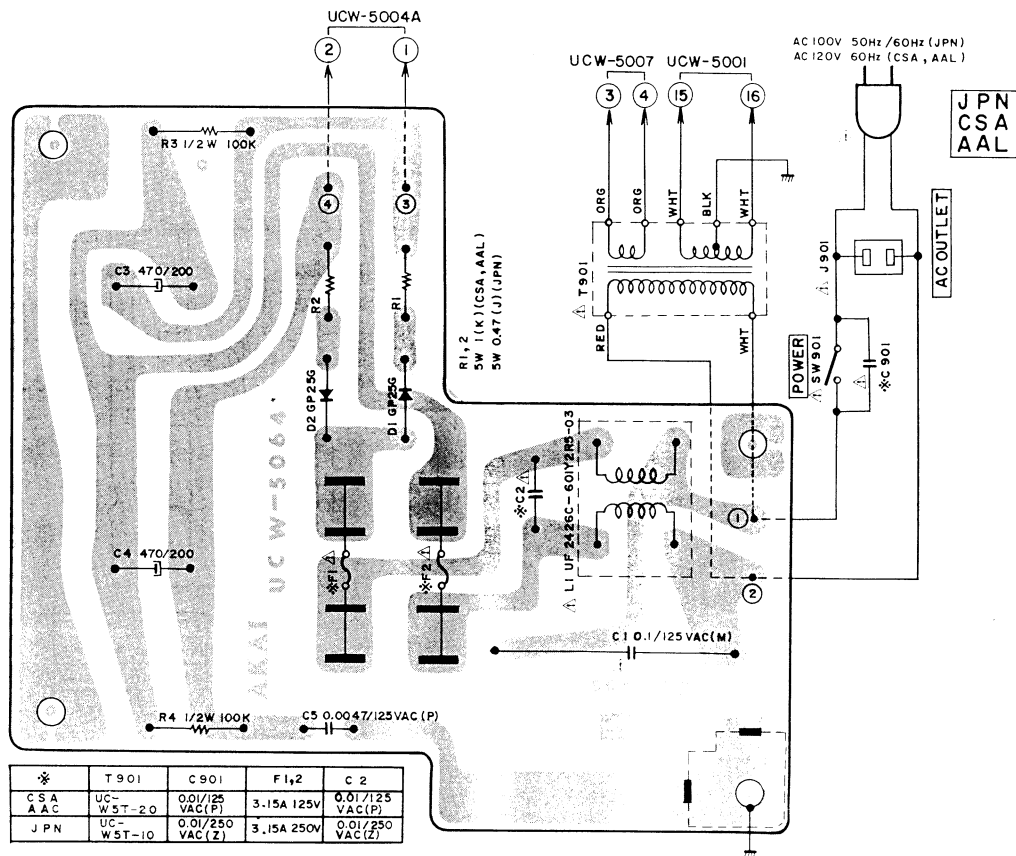 UCW-5004A
2 1
UCW-5007 UCW-5001
3 4 15 16
AC 100V 50Hz/60Hz (JPN)
AC 120V 60Hz (CSA, AAL)
JPN
CSA
AAL
R3 1/2W 100K
4 3
ORG
ORG
WHT
BLK
WHT
T901
RED
WHT
J901
AC OUTLET
POWER
SW901
※C901
C3 470/200
R2
R1
R1,2
5W 1(K)(CSA, AAL)
5W 0.47(J)(JPN)
D2 GP25G
D1 GP25G
AKAI UCW-5064
※C2
L1 UF2426C-601Y2R5-03
1
2
C4 470/200
※F1
※F2
C1 0.1/125 VAC(M)
R4 1/2W 100K
C5 0.0047/125VAC(P)
※ T901 C901 F1,2 C2
CSA AAC UC-W5T-20 0.01/125 VAC(P) 3.15A 125V 0.01/125 VAC(P)
JPN UC-W5T-10 0.01/250 VAC(Z) 3.15A 250V 0.01/250 VAC(Z)